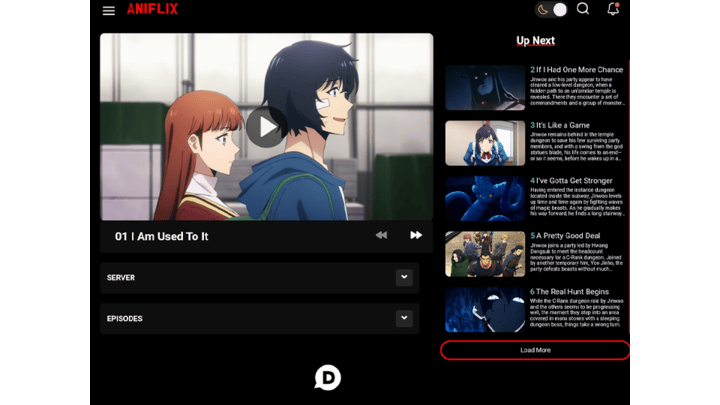 ANIFLIX
Up Next
2 If I Had One More Chance
Jinwoo and his party appear to have
cleared a low-level dungeon, when a
hidden path to an unfamiliar temple is
revealed. There they encounter a set of
commandments and a group of monster...
3 It's Like a Game
Jinwoo remains behind in the temple
dungeon to save his few surviving party
members, and with a swing from the god
statues blade, his life comes to an end—
or so it seems, before he wakes up in a...
4 I've Gotta Get Stronger
Having entered the instance dungeon
located inside the subway, Jinwoo levels
up time and time again by fighting waves
of magic beasts. As he gradually makes
his way forward, he finds a long stairway...
5 A Pretty Good Deal
Jinwoo joins a party led by Hwang
Dongsuk to meet the headcount
necessary for a C-Rank dungeon. Joined
by another temporary hire, Yoo Jinho, the
party defeats beasts without much...
6 The Real Hunt Begins
While the C-Rank dungeon raid by Jinwoo
and the others seems to be progressing
well, the moment they step into an area
covered in mana stones with a sleeping
dungeon boss, things take a wrong turn.
Load More
01 I Am Used To It
SERVER
EPISODES
D